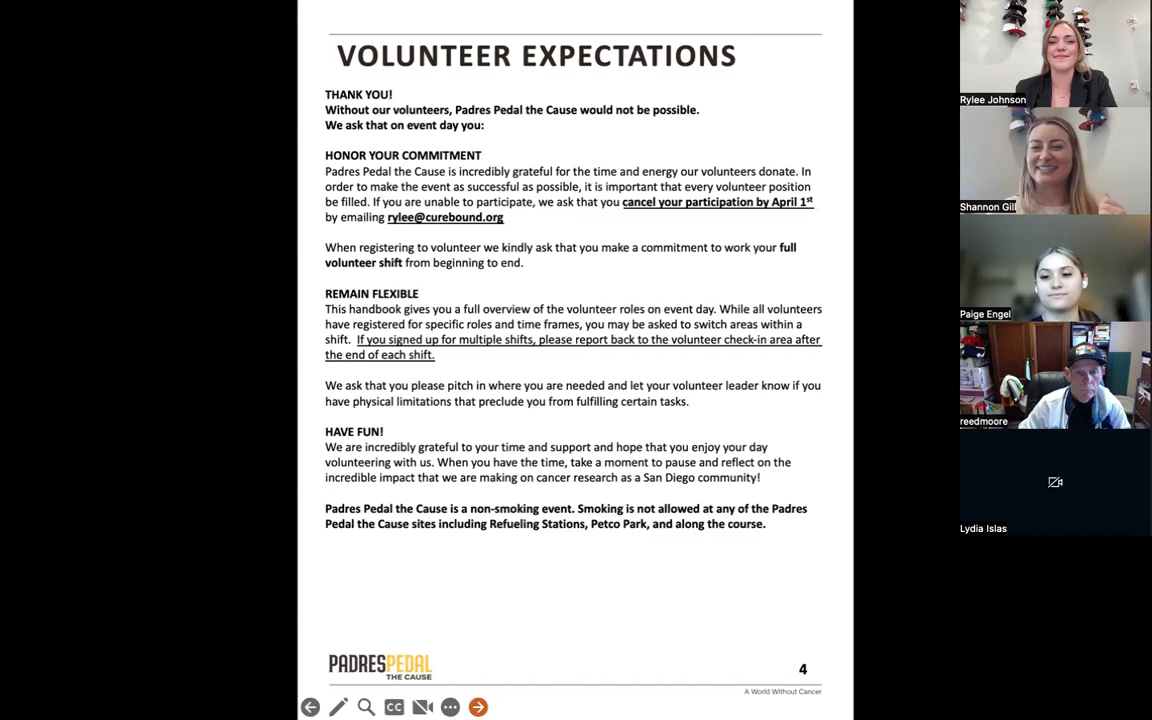 VOLUNTEER EXPECTATIONS
THANK YOU!
Without our volunteers, Padres Pedal the Cause would not be possible.
We ask that on event day you:
HONOR YOUR COMMITMENT
Padres Pedal the Cause is incredibly grateful for the time and energy our volunteers donate. In
order to make the event as successful as possible, it is important that every volunteer position
be filled. If you are unable to participate, we ask that you cancel your participation by April 1st
by emailing rylee@curebound.org
When registering to volunteer we kindly ask that you make a commitment to work your full
volunteer shift from beginning to end.
REMAIN FLEXIBLE
This handbook gives you a full overview of the volunteer roles on event day. While all volunteers
have registered for specific roles and time frames, you may be asked to switch areas within a
shift. If you signed up for multiple shifts, please report back to the volunteer check-in area after
the end of each shift.
We ask that you please pitch in where you are needed and let your volunteer leader know if you
have physical limitations that preclude you from fulfilling certain tasks.
HAVE FUN!
We are incredibly grateful to your time and support and hope that you enjoy your day
volunteering with us. When you have the time, take a moment to pause and reflect on the
incredible impact that we are making on cancer research as a San Diego community!
Padres Pedal the Cause is a non-smoking event. Smoking is not allowed at any of the Padres
Pedal the Cause sites including Refueling Stations, Petco Park, and along the course.
PADRESPEDAL
THE CAUSE
4
A World Without Cancer
CC
Rylee Johnson
Shannon Gill
Paige Engel
reedmoore
Lydia Islas